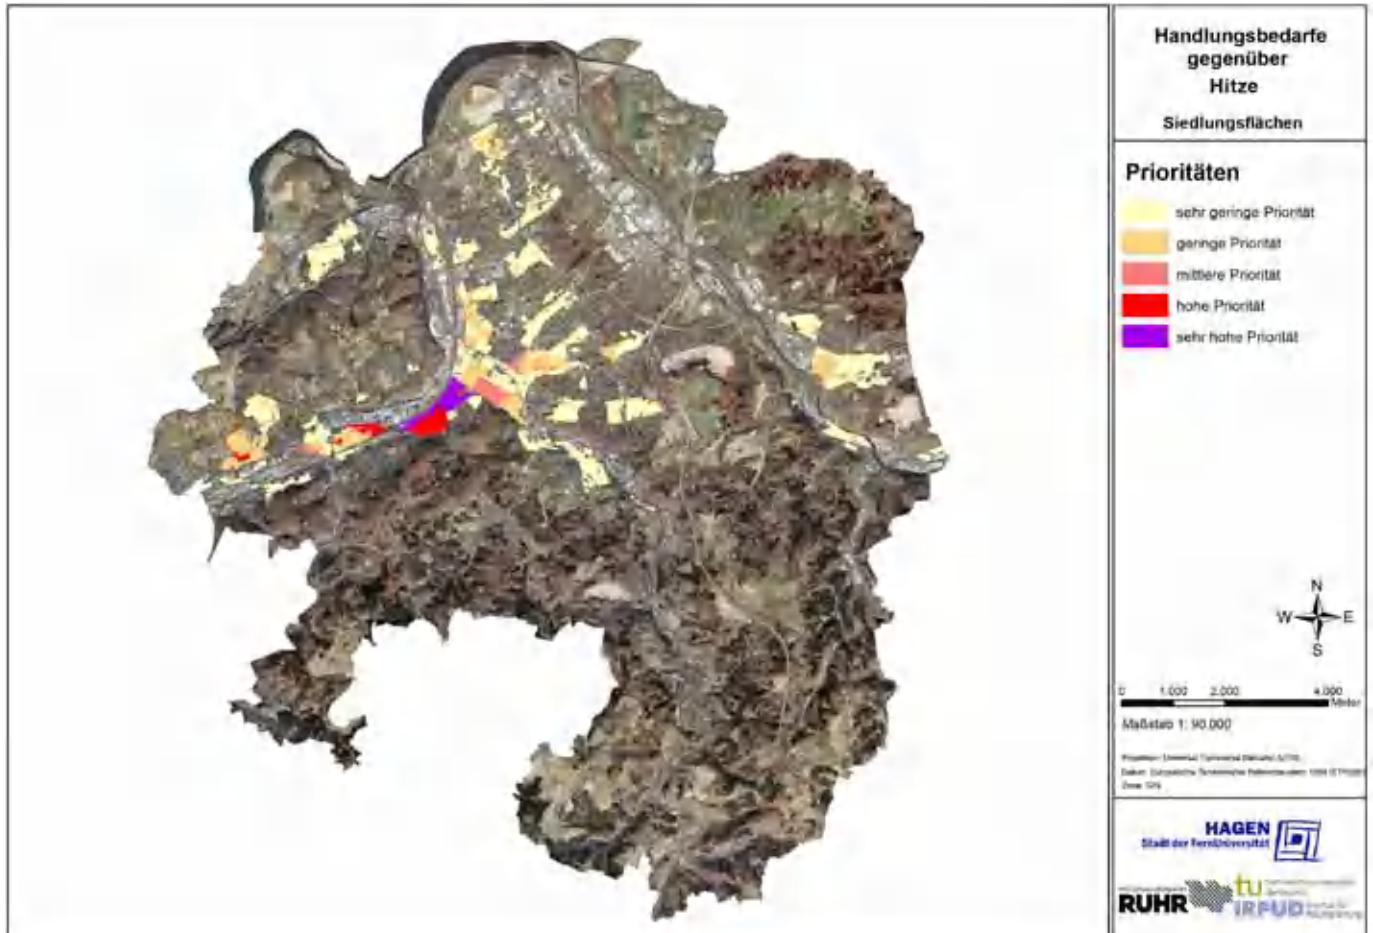 Handlungsbedarfe
gegenüber
Hitze
Siedlungsflächen
Prioritäten
sehr geringe Priorität
geringe Priorität
mittlere Priorität
hohe Priorität
sehr hohe Priorität
N
W E
S
0 1.000 2.000 4.000
Meter
Maßstab 1: 90.000
HAGEN
Stadt der FernUniversität
RUHR
tu
IRPUD